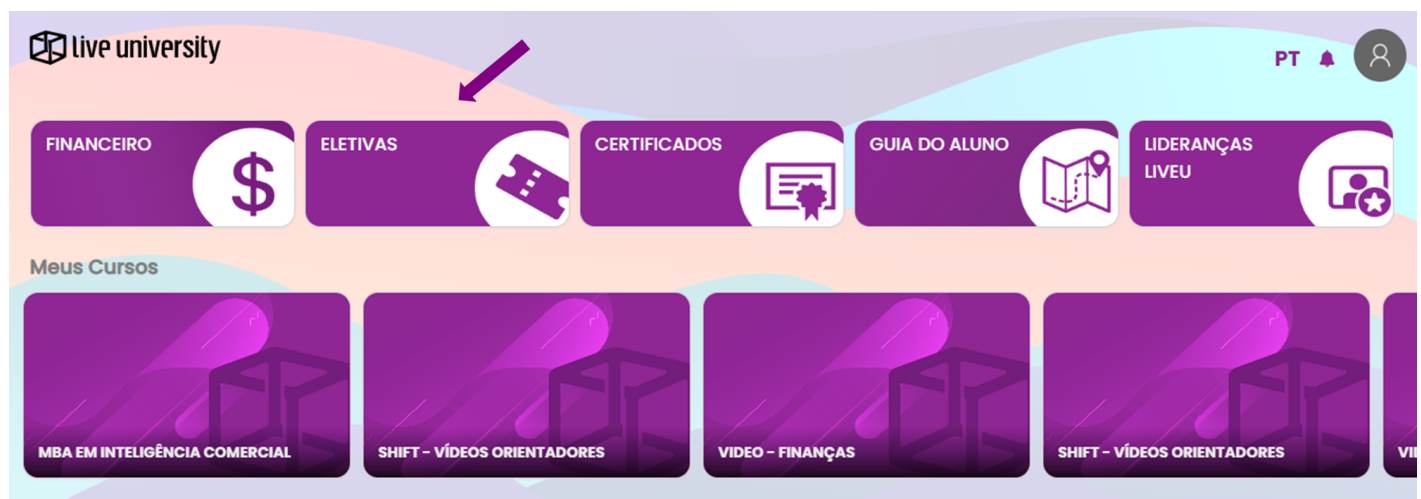 live university
PT
FINANCEIRO
$
ELETIVAS
CERTIFICADOS
GUIA DO ALUNO
LIDERANÇAS
LIVEU
Meus Cursos
MBA EM INTELIGÊNCIA COMERCIAL
SHIFT - VÍDEOS ORIENTADORES
VIDEO - FINANÇAS
SHIFT - VÍDEOS ORIENTADORES